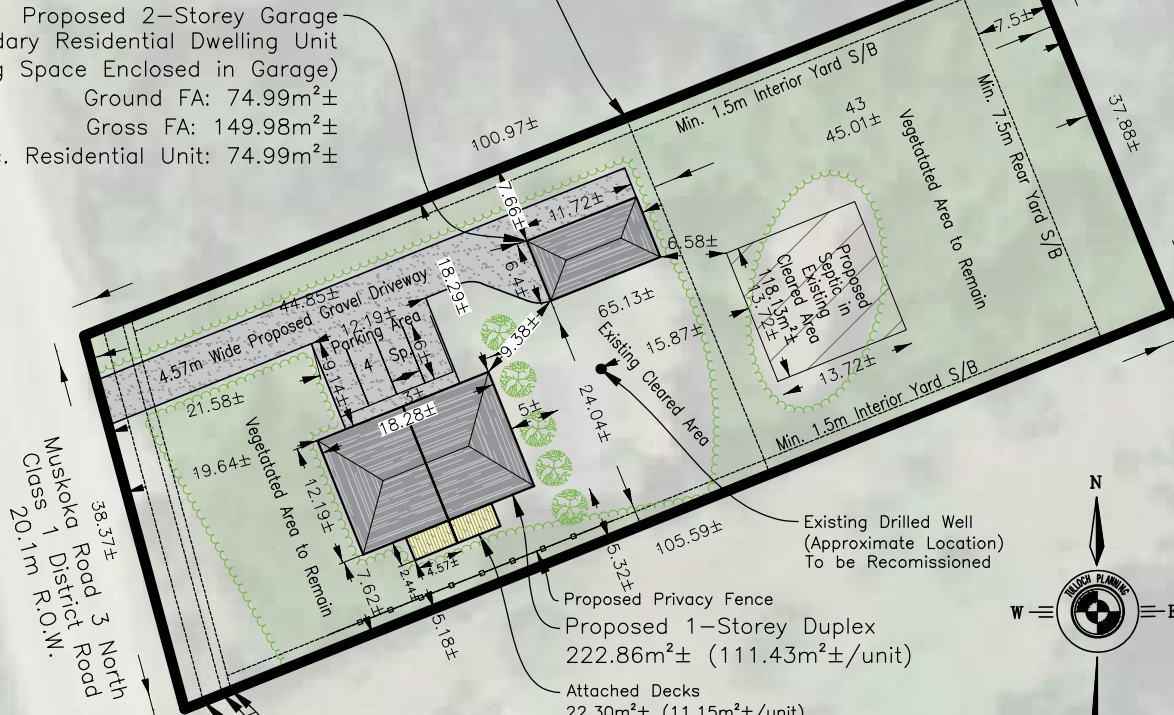 Proposed 2-Storey Garage
dary Residential Dwelling Unit
g Space Enclosed in Garage)
Ground FA: 74.99m²±
Gross FA: 149.98m²±
c. Residential Unit: 74.99m²±
100.97±
Min. 1.5m Interior Yard S/B
7.5±
43
45.01±
Vegetatated Area to Remain
Min. 7.5m Rear Yard S/B
37.88±
7.66±
11.72±
6.4±
6.58±
18.29±
9.38±
65.13±
15.87±
Existing Cleared Area
24.04±
Proposed
Septic in
Existing
Cleared Area
118.13m²±
13.72±
13.72±
Min. 1.5m Interior Yard S/B
44.85±
4.57m Wide Proposed Gravel Driveway
12.19±
Parking Area
4 Sp.
6±
3±
9.14±
21.58±
18.28±
5±
19.64±
Vegetatated Area to Remain
12.19±
7.62±
2.44±
4.57±
5.18±
5.32±
105.59±
38.37±
Muskoka Road 3 North
Class 1 District Road
20.1m R.O.W.
Existing Drilled Well
(Approximate Location)
To be Recomissioned
Proposed Privacy Fence
Proposed 1-Storey Duplex
222.86m²± (111.43m²±/unit)
Attached Decks
22.30m²± (11.15m²±/unit)
N
W
E
TULLOCH PLANNING